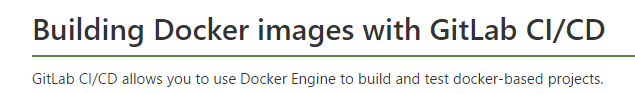 Building Docker images with GitLab CI/CD
GitLab CI/CD allows you to use Docker Engine to build and test docker-based projects.